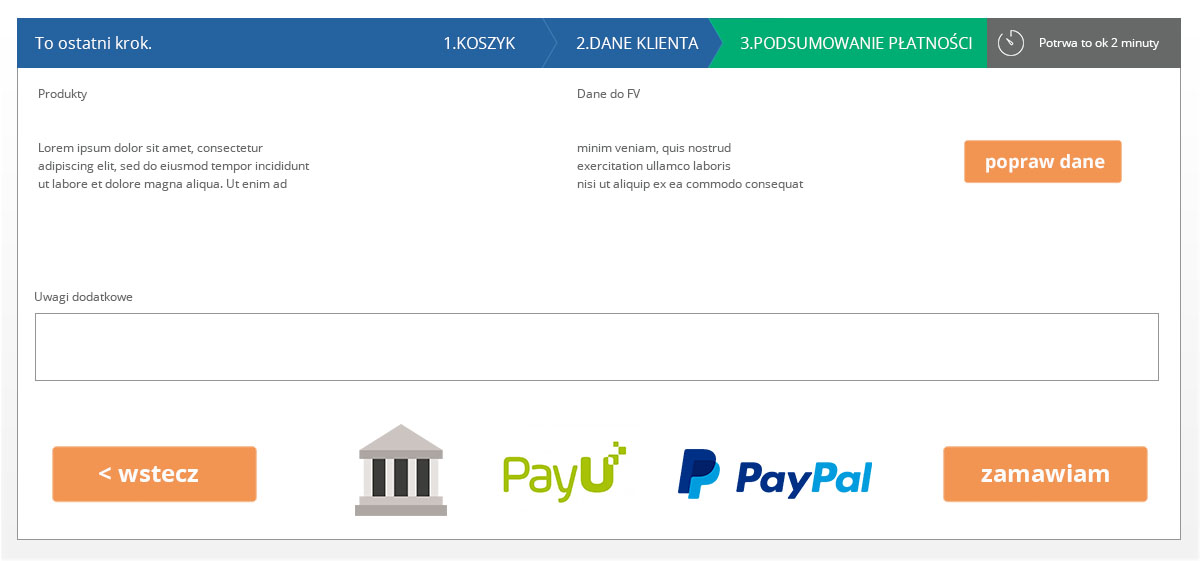 To ostatni krok.
1.KOSZYK
2.DANE KLIENTA
3.PODSUMOWANIE PŁATNOŚCI
Potrwa to ok 2 minuty
Produkty
Lorem ipsum dolor sit amet, consectetur
adipiscing elit, sed do eiusmod tempor incididunt
ut labore et dolore magna aliqua. Ut enim ad
Dane do FV
minim veniam, quis nostrud
exercitation ullamco laboris
nisi ut aliquip ex ea commodo consequat
popraw dane
Uwagi dodatkowe
< wstecz
PayU
PayPal
zamawiam